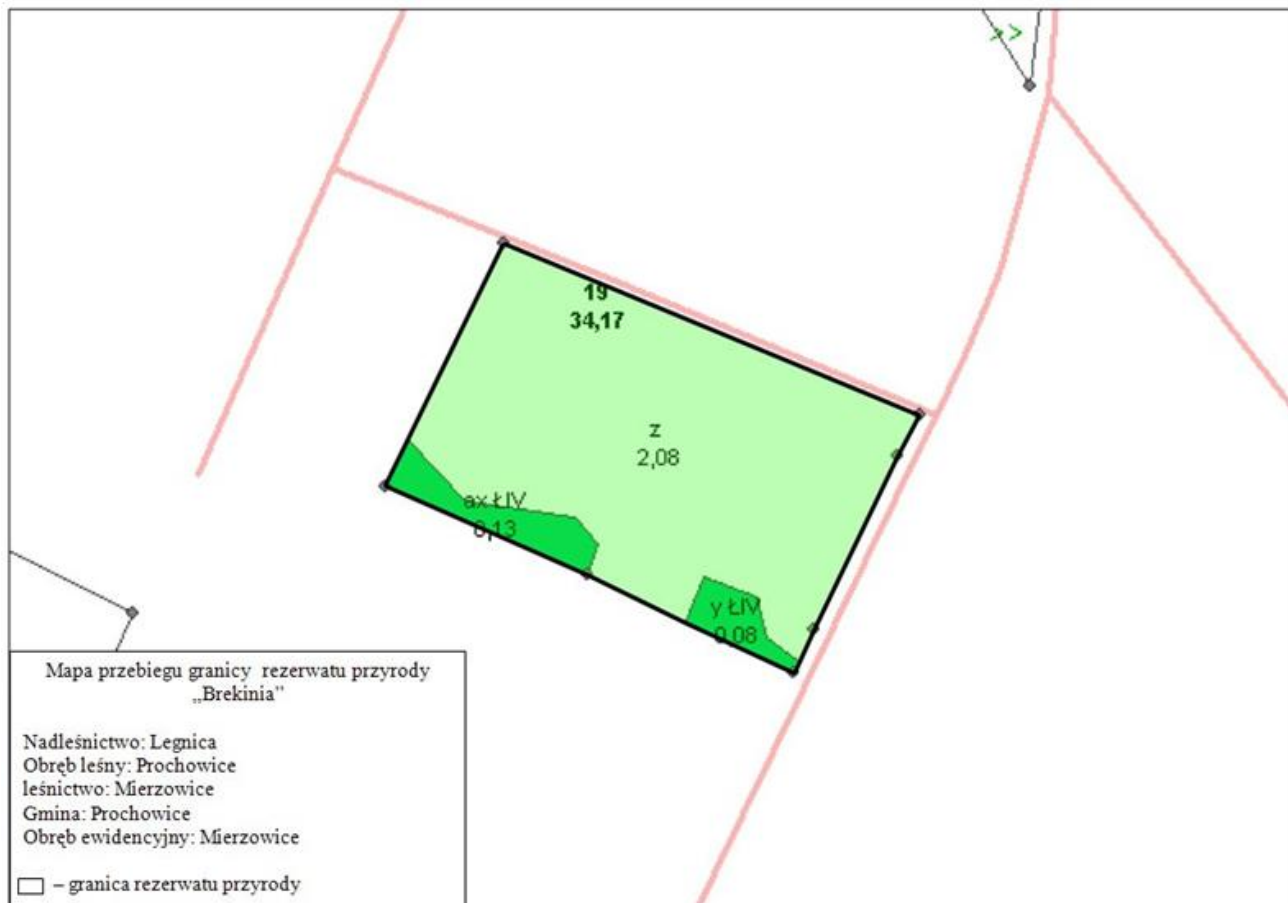 >>
19
34,17
z
2,08
ax ŁIV
0,13
y ŁIV
0,08
Mapa przebiegu granicy rezerwatu przyrody
„Brekinia”
Nadleśnictwo: Legnica
Obręb leśny: Prochowice
leśnictwo: Mierzowice
Gmina: Prochowice
Obręb ewidencyjny: Mierzowice
– granica rezerwatu przyrody